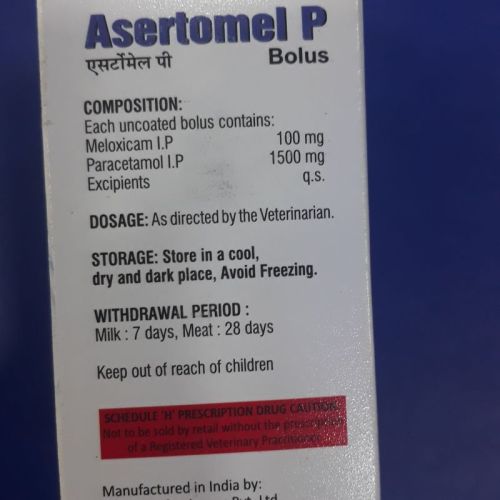 Asertomel P
एसर्टोमेल पी Bolus
COMPOSITION:
Each uncoated bolus contains:
Meloxicam I.P 100 mg
Paracetamol I.P 1500 mg
Excipients q.s.
DOSAGE: As directed by the Veterinarian.
STORAGE: Store in a cool,
dry and dark place, Avoid Freezing.
WITHDRAWAL PERIOD :
Milk : 7 days, Meat : 28 days
Keep out of reach of children
SCHEDULE 'H' PRESCRIPTION DRUG CAUTION:
Not to be sold by retail without the prescription
of a Registered Veterinary Practitioner
Manufactured in India by:
Pvt. Ltd.